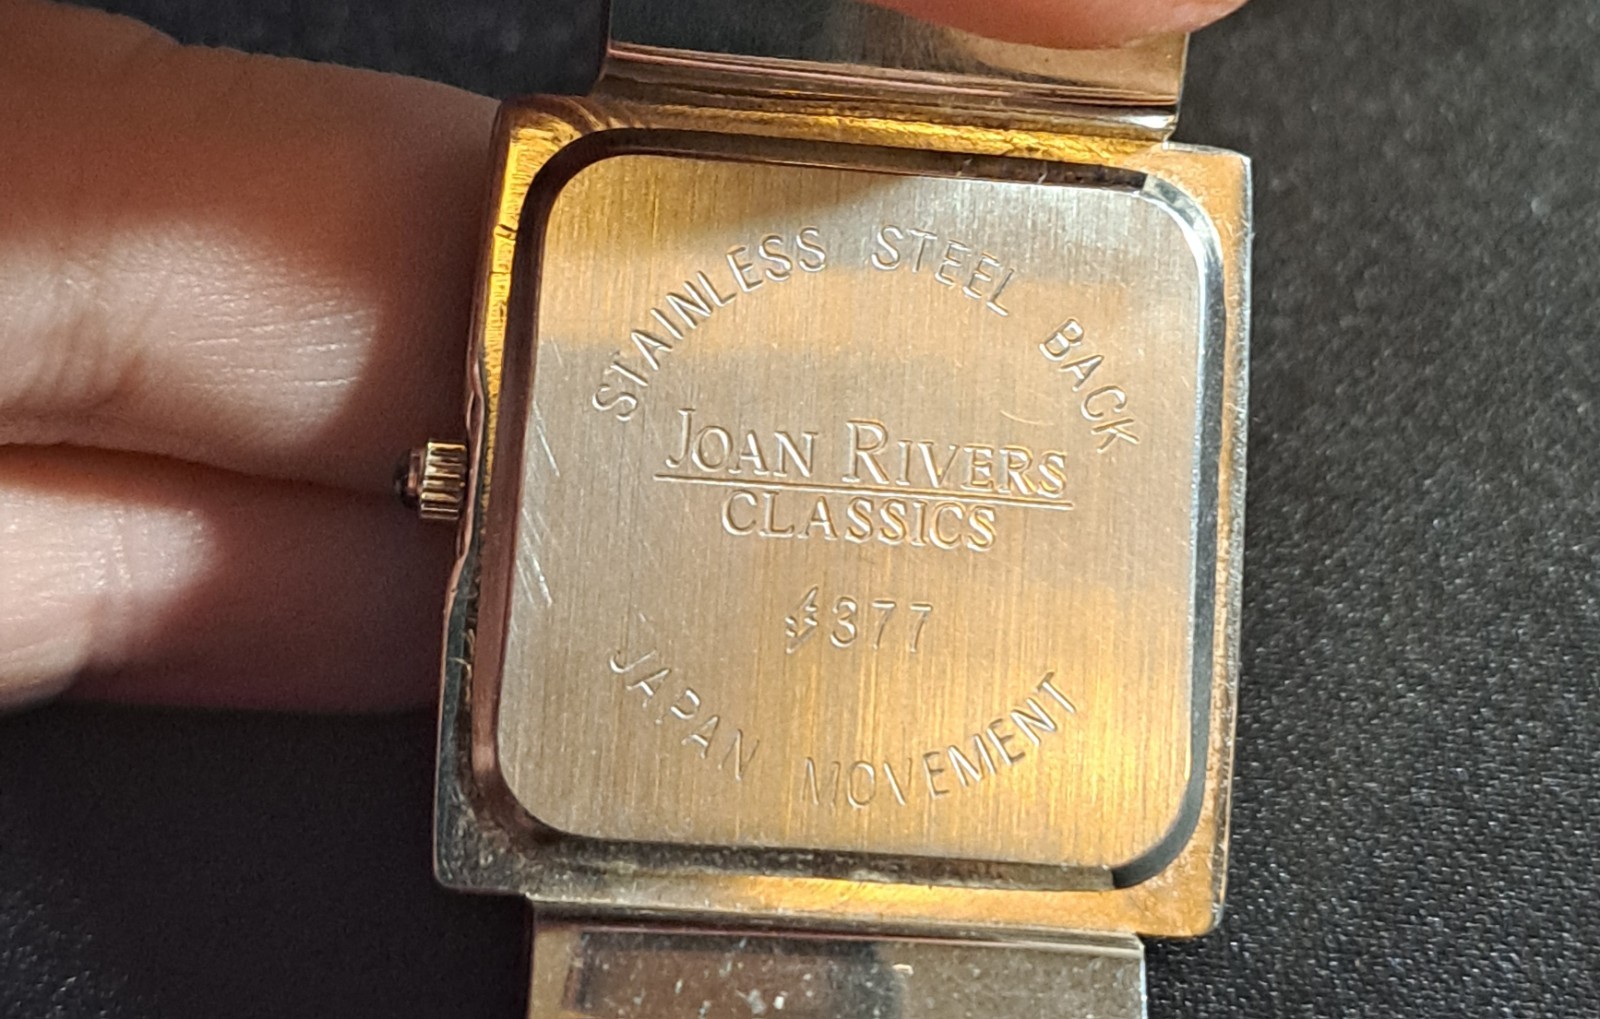 STAINLESS STEEL BACK
JOAN RIVERS
CLASSICS
377
JAPAN MOVEMENT